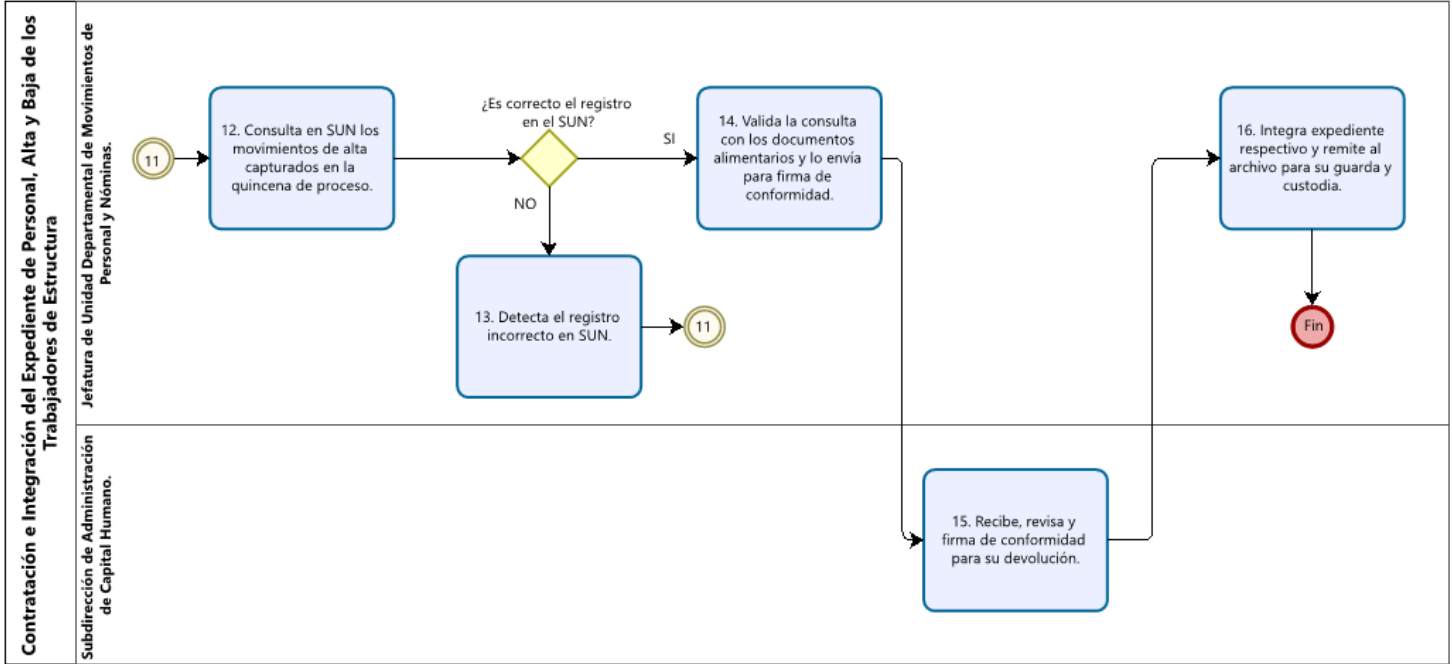 Contratación e Integración del Expediente de Personal, Alta y Baja de los
Trabajadores de Estructura
Jefatura de Unidad Departamental de Movimientos de
Personal y Nóminas.
11
12. Consulta en SUN los
movimientos de alta
capturados en la
quincena de proceso.
¿Es correcto el registro
en el SUN?
SI
NO
13. Detecta el registro
incorrecto en SUN.
11
14. Valida la consulta
con los documentos
alimentarios y lo envía
para firma de
conformidad.
16. Integra expediente
respectivo y remite al
archivo para su guarda y
custodia.
Fin
Subdirección de Administración
de Capital Humano.
15. Recibe, revisa y
firma de conformidad
para su devolución.